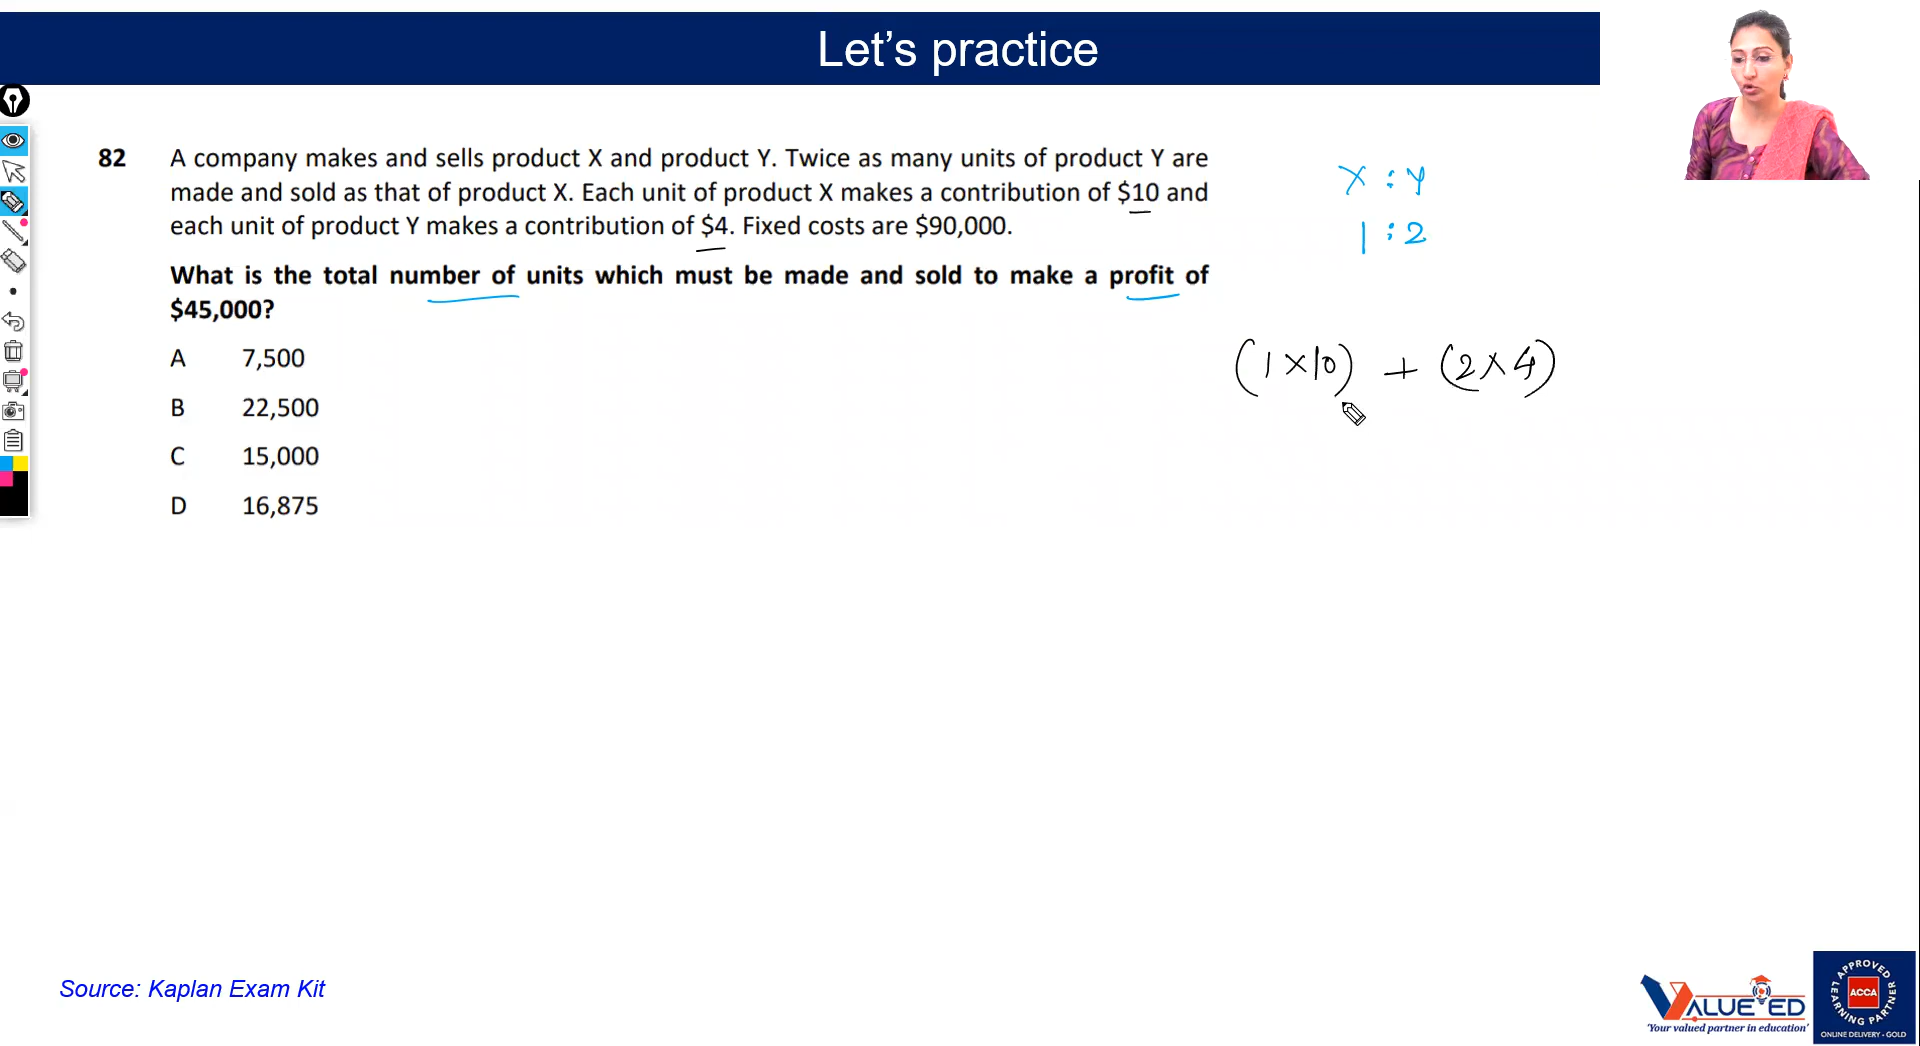 Let's practice
82 A company makes and sells product X and product Y. Twice as many units of product Y are
made and sold as that of product X. Each unit of product X makes a contribution of $10 and
each unit of product Y makes a contribution of $4. Fixed costs are $90,000.
What is the total number of units which must be made and sold to make a profit of
$45,000?
A 7,500
B 22,500
C 15,000
D 16,875
X : Y
1 : 2
(1 × 10) + (2 × 4)
Source: Kaplan Exam Kit
VALUE ED
'Your valued partner in education'
APPROVED
LEARNING PARTNER
ACCA
ONLINE DELIVERY - GOLD